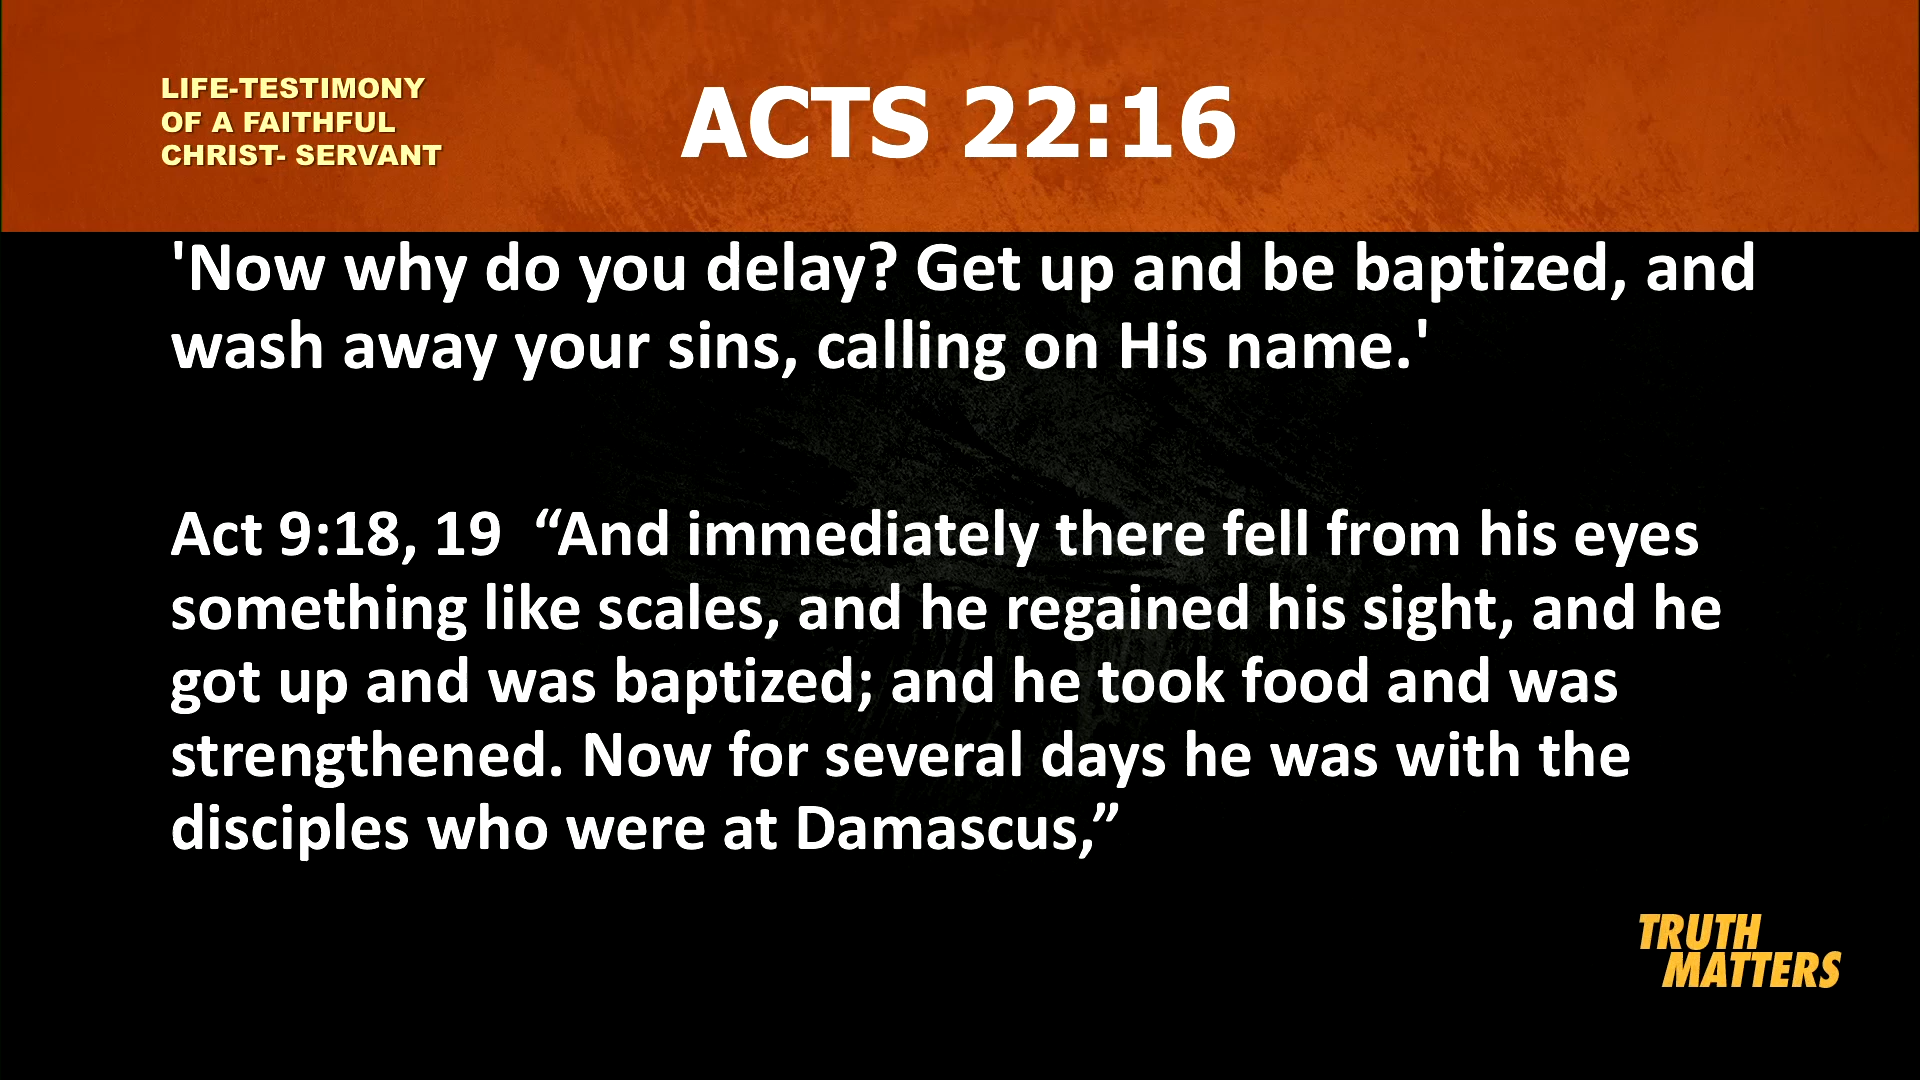 LIFE-TESTIMONY
OF A FAITHFUL
CHRIST- SERVANT
ACTS 22:16
'Now why do you delay? Get up and be baptized, and
wash away your sins, calling on His name.'
Act 9:18, 19  “And immediately there fell from his eyes
something like scales, and he regained his sight, and he
got up and was baptized; and he took food and was
strengthened. Now for several days he was with the
disciples who were at Damascus,”
TRUTH
MATTERS